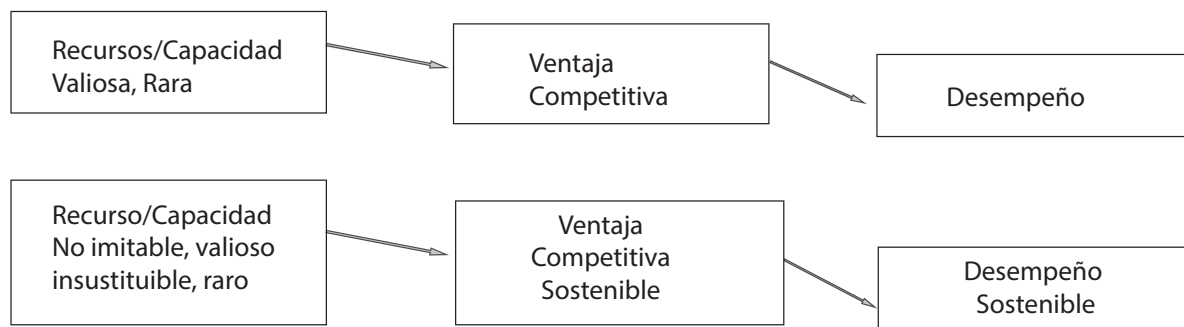 Recursos/Capacidad
Valiosa, Rara
Ventaja
Competitiva
Desempeño
Recurso/Capacidad
No imitable, valioso
insustituible, raro
Ventaja
Competitiva
Sostenible
Desempeño
Sostenible